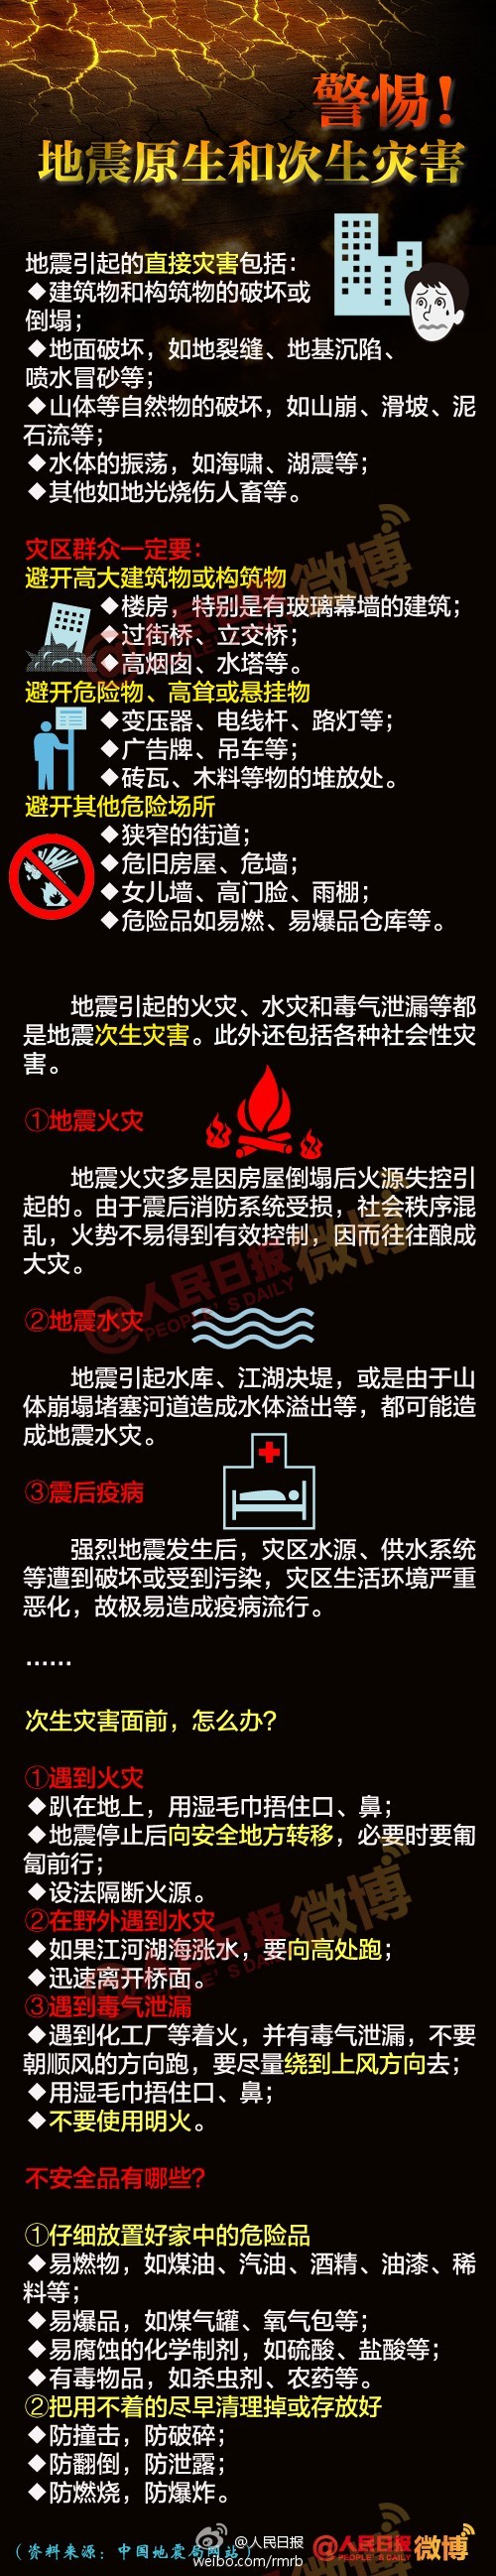 警惕！
地震原生和次生灾害
地震引起的直接灾害包括：
◆建筑物和构筑物的破坏或
倒塌；
◆地面破坏，如地裂缝、地基沉陷、
喷水冒砂等；
◆山体等自然物的破坏，如山崩、滑坡、泥
石流等；
◆水体的振荡，如海啸、湖震等；
◆其他如地光烧伤人畜等。
灾区群众一定要：
避开高大建筑物或构筑物
◆楼房，特别是有玻璃幕墙的建筑；
◆过街桥、立交桥；
◆高烟囱、水塔等。
避开危险物、高耸或悬挂物
◆变压器、电线杆、路灯等；
◆广告牌、吊车等；
◆砖瓦、木料等物的堆放处。
避开其他危险场所
◆狭窄的街道；
◆危旧房屋、危墙；
◆女儿墙、高门脸、雨棚；
◆危险品如易燃、易爆品仓库等。
地震引起的火灾、水灾和毒气泄漏等都
是地震次生灾害。此外还包括各种社会性灾
害。
①地震火灾
地震火灾多是因房屋倒塌后火源失控引
起的。由于震后消防系统受损，社会秩序混
乱，火势不易得到有效控制，因而往往酿成
大灾。
②地震水灾
地震引起水库、江湖决堤，或是由于山
体崩塌堵塞河道造成水体溢出等，都可能造
成地震水灾。
③震后疫病
强烈地震发生后，灾区水源、供水系统
等遭到破坏或受到污染，灾区生活环境严重
恶化，故极易造成疫病流行。
......
次生灾害面前，怎么办？
①遇到火灾
◆趴在地上，用湿毛巾捂住口、鼻；
◆地震停止后向安全地方转移，必要时要匍
匐前行；
◆设法隔断火源。
②在野外遇到水灾
◆如果江河湖海涨水，要向高处跑；
◆迅速离开桥面。
③遇到毒气泄漏
◆遇到化工厂等着火，并有毒气泄漏，不要
朝顺风的方向跑，要尽量绕到上风方向去；
◆用湿毛巾捂住口、鼻；
◆不要使用明火。
不安全品有哪些？
①仔细放置好家中的危险品
◆易燃物，如煤油、汽油、酒精、油漆、稀
料等；
◆易爆品，如煤气罐、氧气包等；
◆易腐蚀的化学制剂，如硫酸、盐酸等；
◆有毒物品，如杀虫剂、农药等。
②把用不着的尽早清理掉或存放好
◆防撞击，防破碎；
◆防翻倒，防泄露；
◆防燃烧，防爆炸。
（资料来源：中国地震局网站）
@人民日报
weibo.com/rmrb
@人民日报 微博
PEOPLE'S DAILY